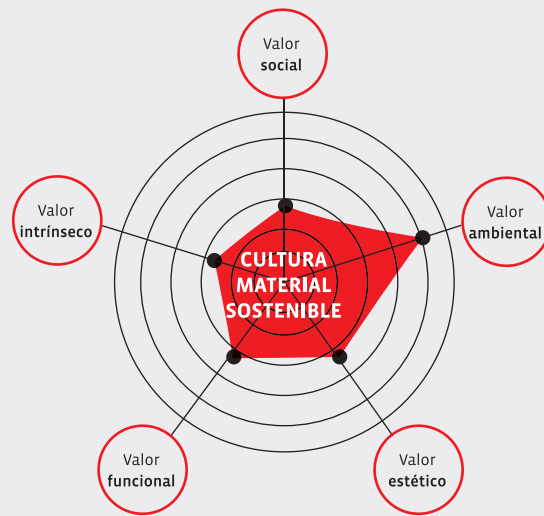 Valor
social
Valor
intrínseco
Valor
ambiental
CULTURA
MATERIAL
SOSTENIBLE
Valor
funcional
Valor
estético